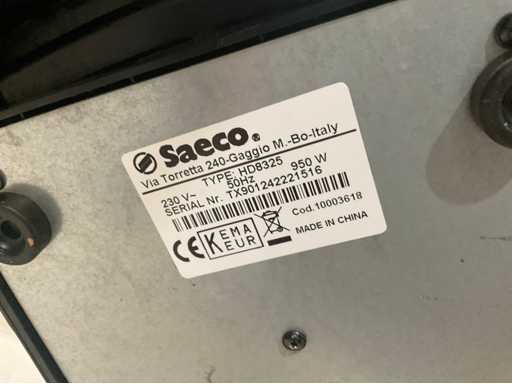 Saeco®
Via Torretta 240-Gaggio M.-Bo-Italy
TYPE: HD8325
230 V~ 50Hz 950 W
SERIAL Nr. TX901242221516
Cod.10003618
CE KEMA EUR
MADE IN CHINA